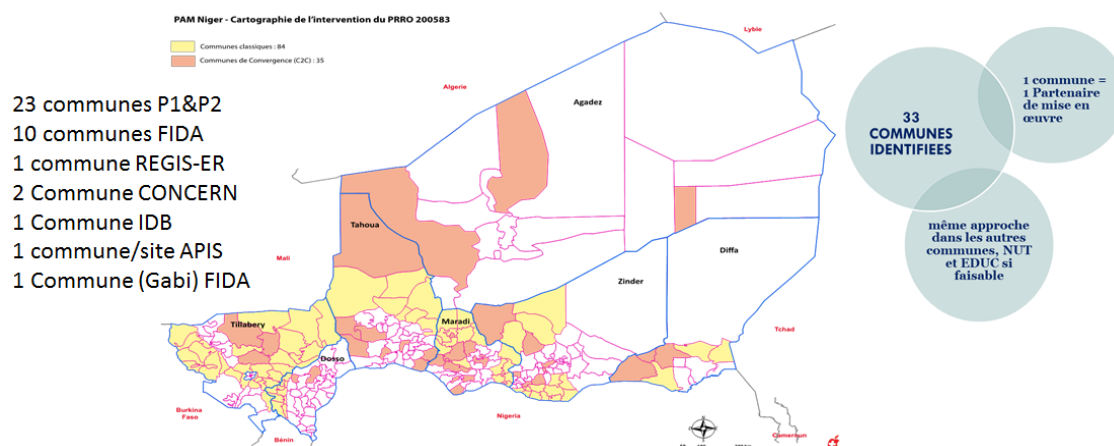 PAM Niger - Cartographie de l'intervention du PRRO 200583
Communes classiques : 84
Communes de Convergence (C2C) : 35
23 communes P1&P2
10 communes FIDA
1 commune REGIS-ER
2 Commune CONCERN
1 Commune IDB
1 commune/site APIS
1 Commune (Gabi) FIDA
Lybie
Algerie
Agadez
Tahoua
Mali
Diffa
Zinder
Tillabery
Maradi
Dosso
Tchad
Burkina
Faso
Bénin
Nigeria
Cameroun
33
COMMUNES
IDENTIFIEES
1 commune =
1 Partenaire
de mise en
œuvre
même approche
dans les autres
communes, NUT
et EDUC si
faisable